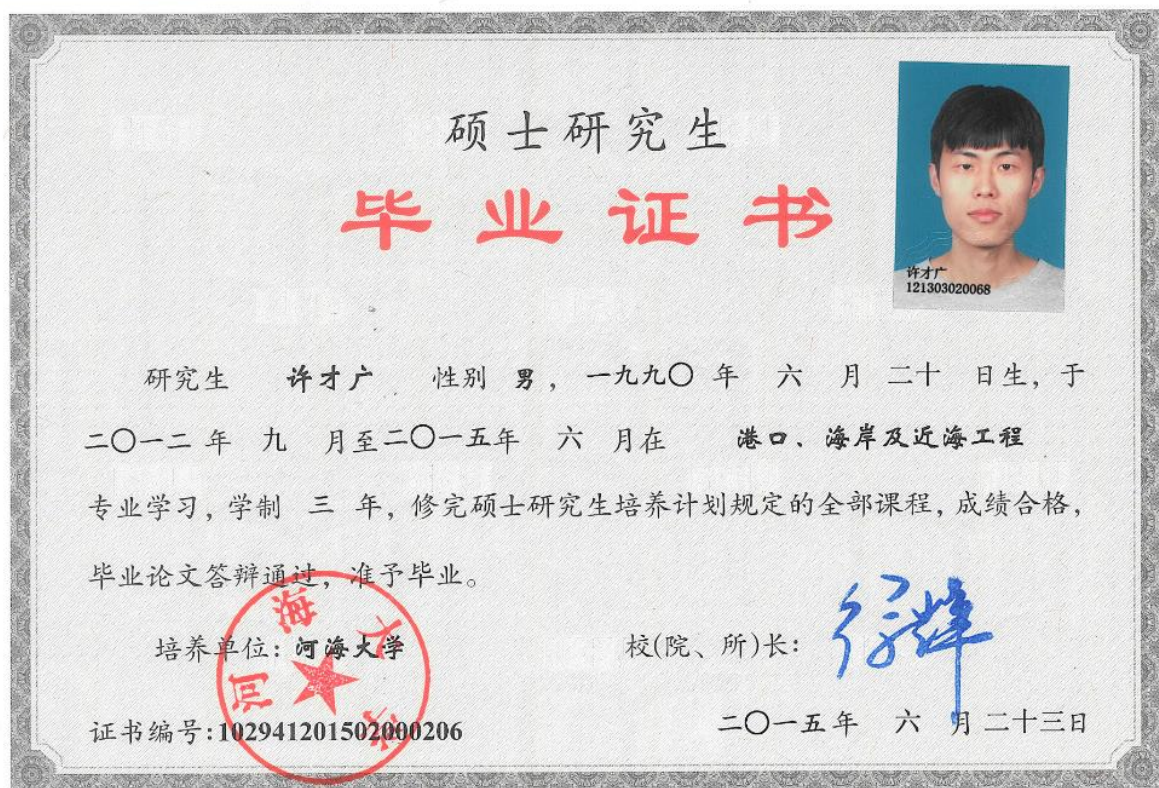 硕士研究生
毕业证书
许才广
121303020068
研究生 许才广 性别 男，一九九〇 年 六 月 二十 日生，于
二〇一二 年 九 月至二〇一五年 六 月在 港口、海岸及近海工程
专业学习，学制 三 年，修完硕士研究生培养计划规定的全部课程，成绩合格，
毕业论文答辩通过，准予毕业。
培养单位：河海大学
校(院、所)长：
河海大学
证书编号：102941201502000206
二〇一五年 六 月 二十三日